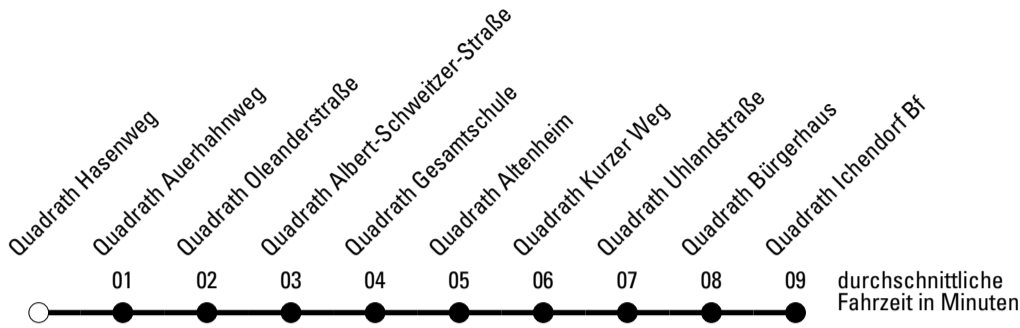 Quadrath Hasenweg
Quadrath Auerhahnweg
Quadrath Oleanderstraße
Quadrath Albert-Schweitzer-Straße
Quadrath Gesamtschule
Quadrath Altenheim
Quadrath Kurzer Weg
Quadrath Uhlandstraße
Quadrath Bürgerhaus
Quadrath Ichendorf Bf
01 02 03 04 05 06 07 08 09
durchschnittliche
Fahrzeit in Minuten